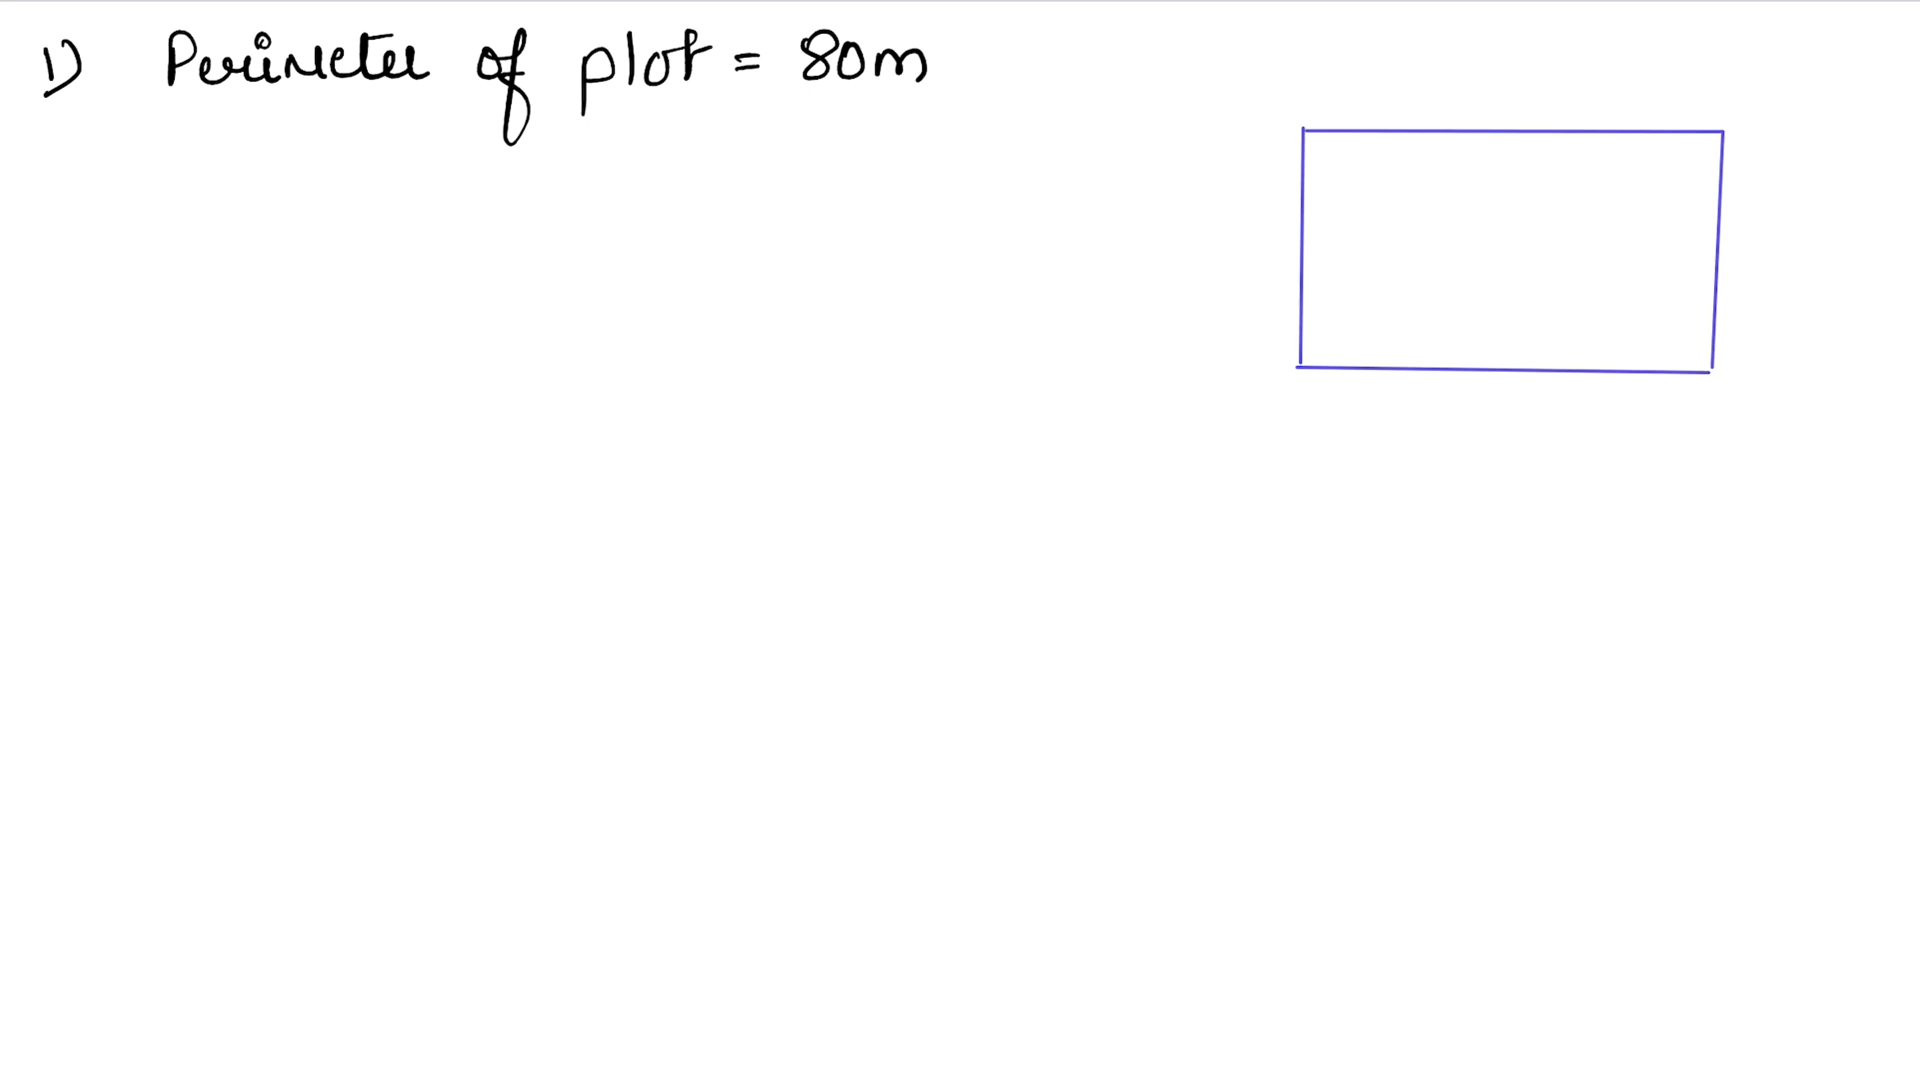 1) Perimeter of plot = 80m